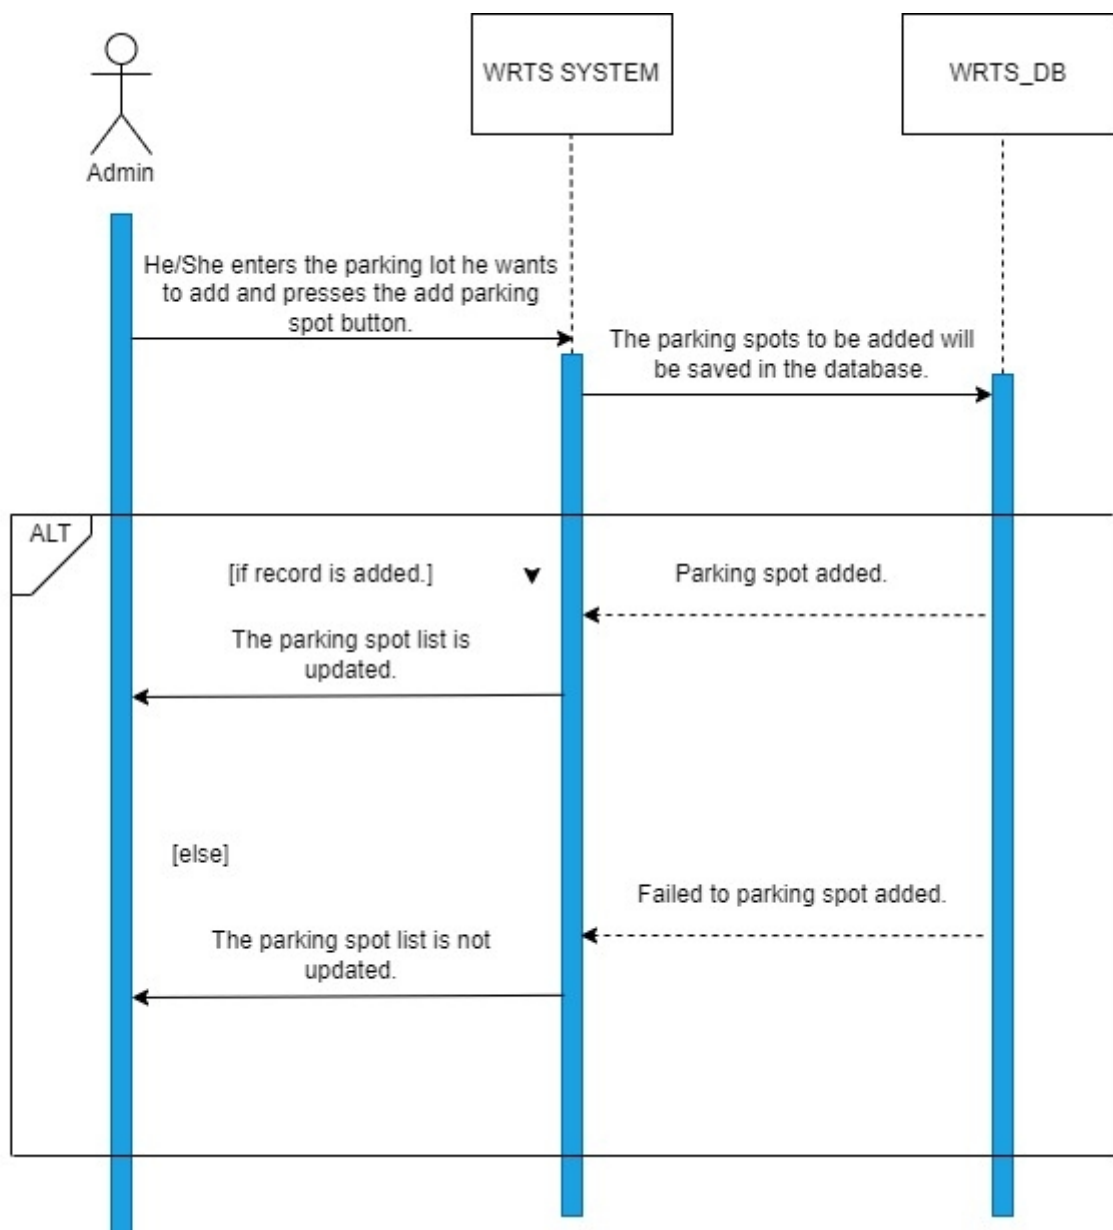 WRTS SYSTEM
WRTS_DB
Admin
He/She enters the parking lot he wants
to add and presses the add parking
spot button.
The parking spots to be added will
be saved in the database.
ALT
[if record is added.]
Parking spot added.
The parking spot list is
updated.
[else]
Failed to parking spot added.
The parking spot list is not
updated.